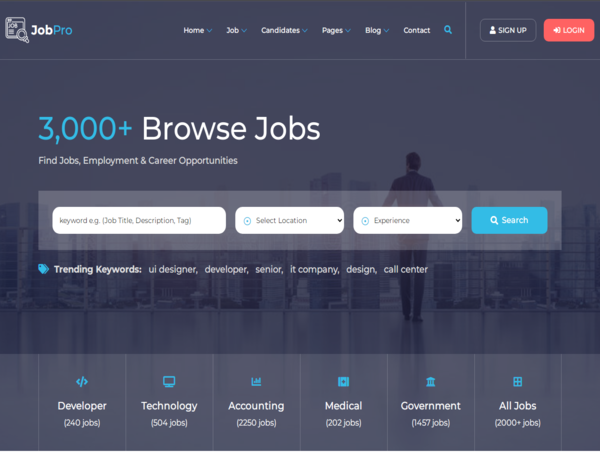 JOB
JobPro
Home Job Candidates Pages Blog Contact
SIGN UP
LOGIN
3,000+ Browse Jobs
Find Jobs, Employment & Career Opportunities
keyword e.g. (Job Title, Description, Tag)
Select Location
Experience
Search
Trending Keywords: ui designer, developer, senior, it company, design, call center
Developer
(240 jobs)
Technology
(504 jobs)
Accounting
(2250 jobs)
Medical
(202 jobs)
Government
(1457 jobs)
All Jobs
(2000+ jobs)